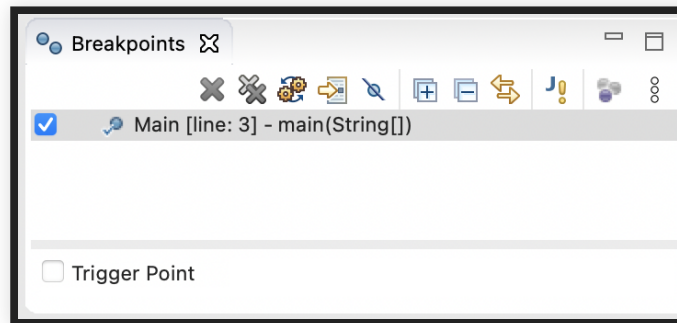 Breakpoints
J!
Main [line: 3] - main(String[])
Trigger Point